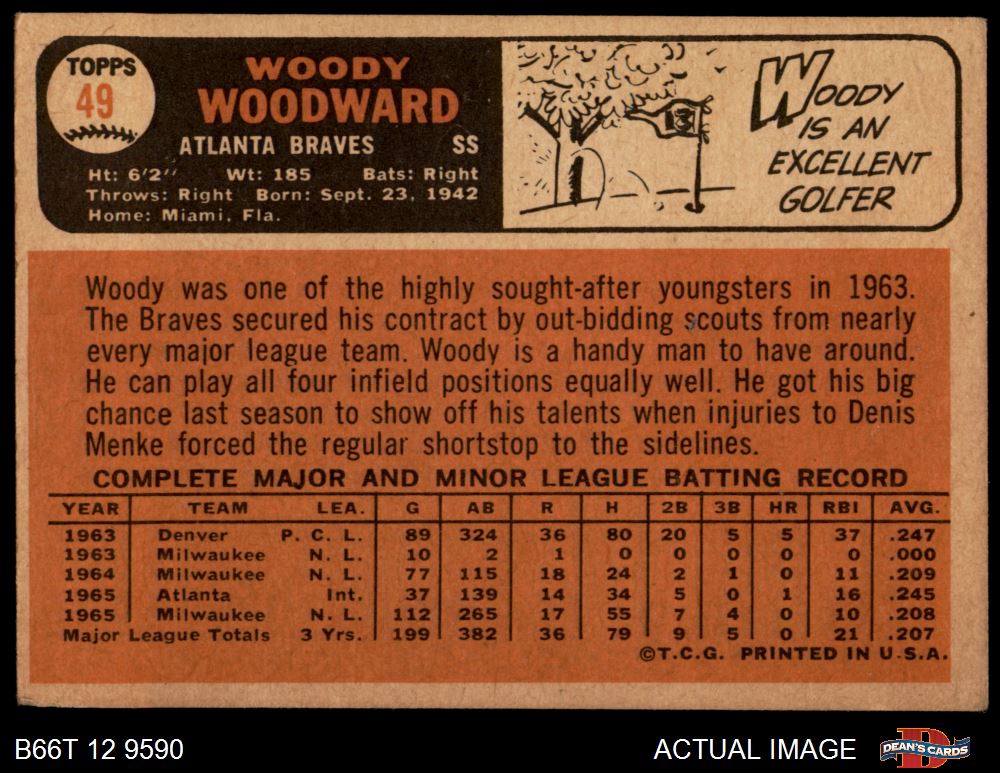 TOPPS
49
WOODY
WOODWARD
ATLANTA BRAVES SS
Ht: 6'2" Wt: 185 Bats: Right
Throws: Right Born: Sept. 23, 1942
Home: Miami, Fla.
13
WOODY
IS AN
EXCELLENT
GOLFER
Woody was one of the highly sought-after youngsters in 1963.
The Braves secured his contract by out-bidding scouts from nearly
every major league team. Woody is a handy man to have around.
He can play all four infield positions equally well. He got his big
chance last season to show off his talents when injuries to Denis
Menke forced the regular shortstop to the sidelines.
COMPLETE MAJOR AND MINOR LEAGUE BATTING RECORD
YEAR TEAM LEA. G AB R H 2B 3B HR RBI AVG.
1963 Denver P. C. L. 89 324 36 80 20 5 5 37 .247
1963 Milwaukee N. L. 10 2 1 0 0 0 0 0 .000
1964 Milwaukee N. L. 77 115 18 24 2 1 0 11 .209
1965 Atlanta Int. 37 139 14 34 5 0 1 16 .245
1965 Milwaukee N. L. 112 265 17 55 7 4 0 10 .208
Major League Totals 3 Yrs. 199 382 36 79 9 5 0 21 .207
©T.C.G. PRINTED IN U.S.A.
B66T 12 9590
ACTUAL IMAGE
DEAN'S CARDS